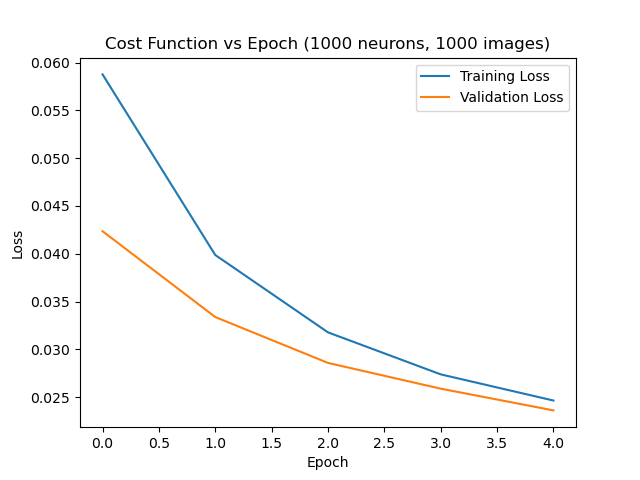 Cost Function vs Epoch (1000 neurons, 1000 images)
Training Loss
Validation Loss
0.060
0.055
0.050
0.045
0.040
0.035
0.030
0.025
Loss
0.0 0.5 1.0 1.5 2.0 2.5 3.0 3.5 4.0
Epoch